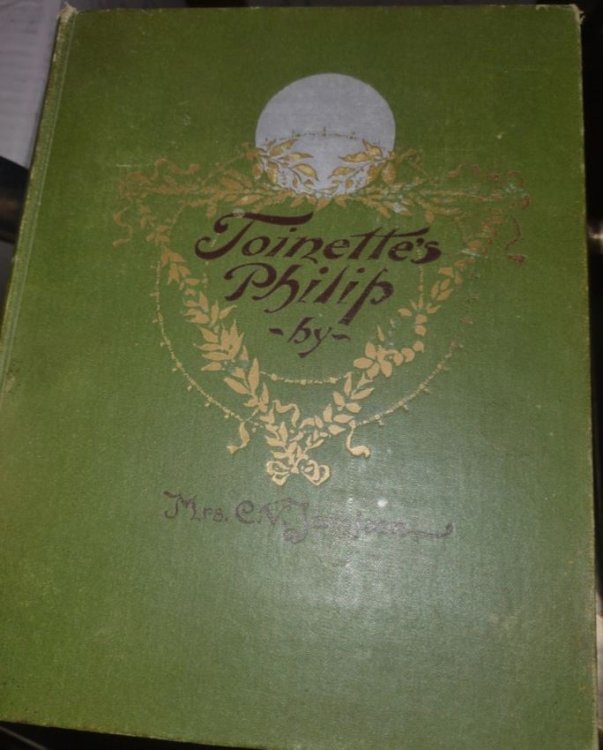 Toinette's
Philip
-by-
Mrs. C.V. Jamison